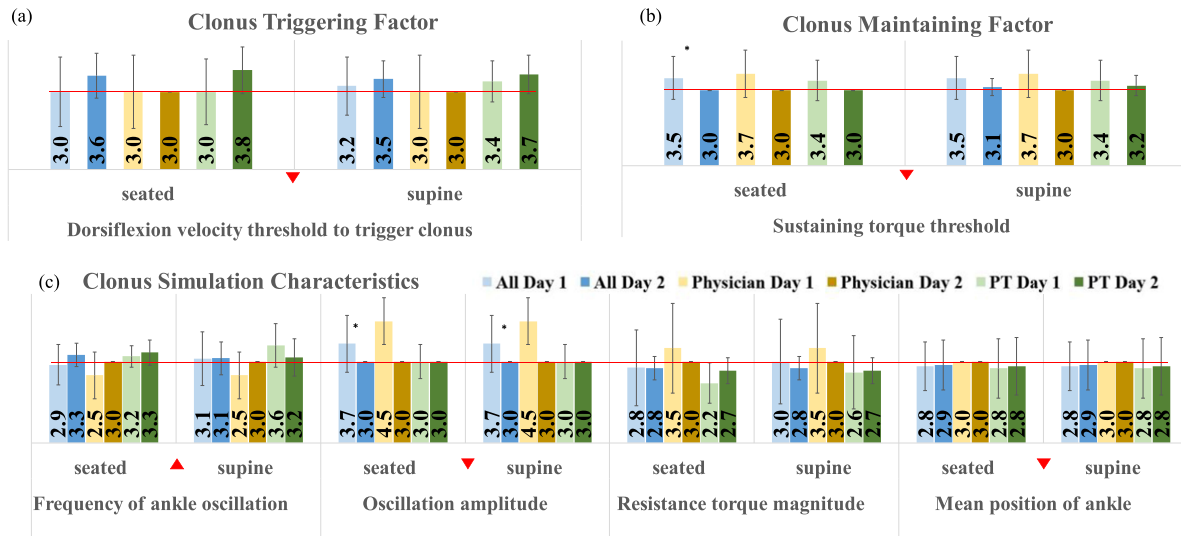 (a)
Clonus Triggering Factor
3.0 3.6 3.0 3.0 3.0 3.8 3.2 3.5 3.0 3.0 3.4 3.7
seated supine
Dorsiflexion velocity threshold to trigger clonus
(b)
Clonus Maintaining Factor
*
3.5 3.0 3.7 3.0 3.4 3.0 3.5 3.1 3.7 3.0 3.4 3.2
seated supine
Sustaining torque threshold
(c) Clonus Simulation Characteristics
All Day 1 All Day 2 Physician Day 1 Physician Day 2 PT Day 1 PT Day 2
* *
2.9 3.3 2.5 3.0 3.2 3.3 3.1 3.1 2.5 3.0 3.6 3.2 3.7 3.0 4.5 3.0 3.0 3.0 3.7 3.0 4.5 3.0 3.0 3.0 2.8 2.8 3.5 3.0 2.2 2.7 3.0 2.8 3.5 3.0 2.6 2.7 2.8 2.9 3.0 3.0 2.8 2.8 2.8 2.9 3.0 3.0 2.8 2.8
seated supine seated supine seated supine seated supine
Frequency of ankle oscillation Oscillation amplitude Resistance torque magnitude Mean position of ankle